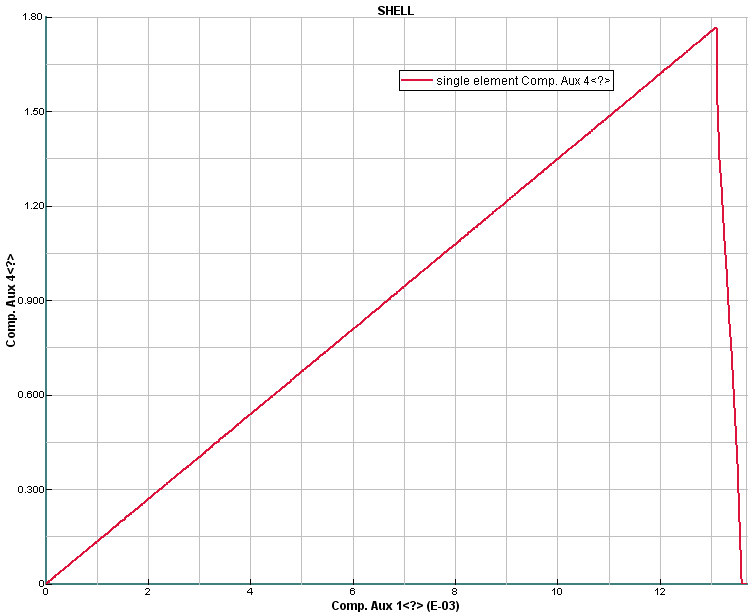 SHELL
1.80
single element Comp. Aux 4<?>
1.50
1.20
Comp. Aux 4<?>
0.900
0.600
0.300
0
0 2 4 6 8 10 12
Comp. Aux 1<?> (E-03)